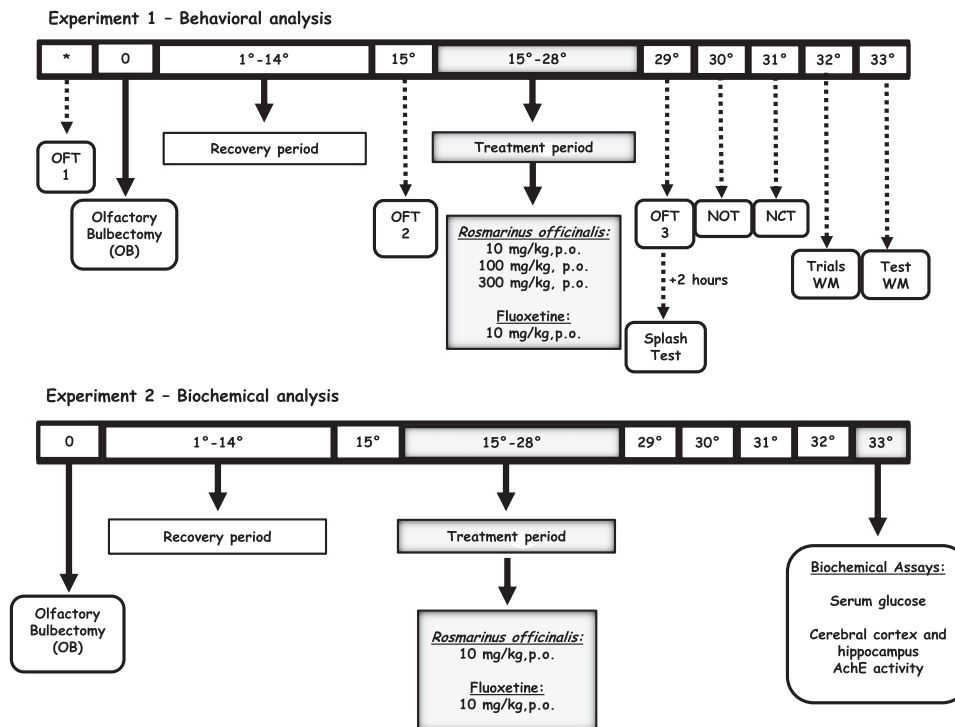 Experiment 1 – Behavioral analysis
* 0 1°-14° 15° 15°-28° 29° 30° 31° 32° 33°
OFT
1
Olfactory
Bulbectomy
(OB)
Recovery period
OFT
2
Treatment period
Rosmarinus officinalis:
10 mg/kg,p.o.
100 mg/kg, p.o.
300 mg/kg, p.o.
Fluoxetine:
10 mg/kg,p.o.
OFT
3
+2 hours
Splash
Test
NOT
NCT
Trials
WM
Test
WM
Experiment 2 – Biochemical analysis
0 1°-14° 15° 15°-28° 29° 30° 31° 32° 33°
Olfactory
Bulbectomy
(OB)
Recovery period
Treatment period
Rosmarinus officinalis:
10 mg/kg,p.o.
Fluoxetine:
10 mg/kg,p.o.
Biochemical Assays:
Serum glucose
Cerebral cortex and
hippocampus
AchE activity